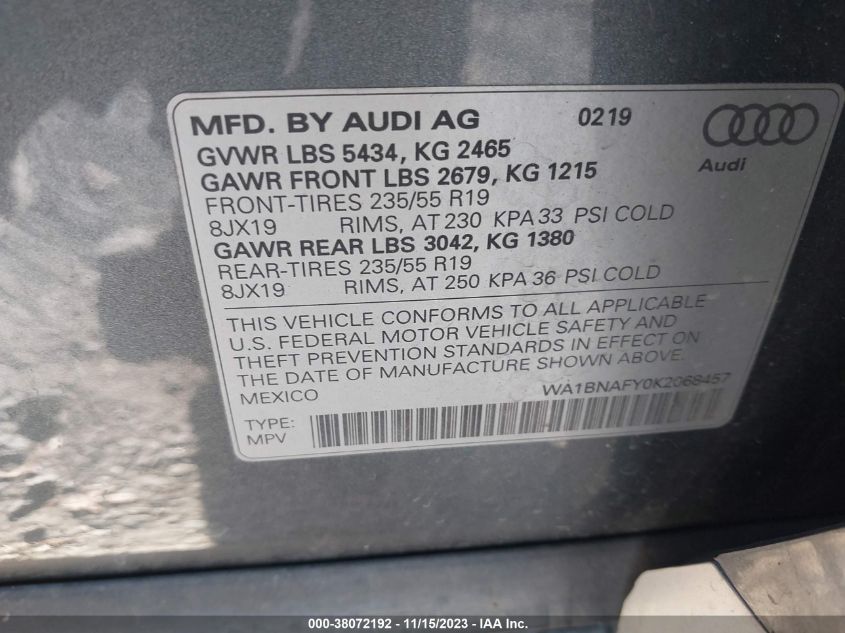 MFD. BY AUDI AG 0219
GVWR LBS 5434, KG 2465
Audi
GAWR FRONT LBS 2679, KG 1215
FRONT-TIRES 235/55 R19
8JX19 RIMS, AT 230 KPA 33 PSI COLD
GAWR REAR LBS 3042, KG 1380
REAR-TIRES 235/55 R19
8JX19 RIMS, AT 250 KPA 36 PSI COLD
THIS VEHICLE CONFORMS TO ALL APPLICABLE
U.S. FEDERAL MOTOR VEHICLE SAFETY AND
THEFT PREVENTION STANDARDS IN EFFECT ON
THE DATE OF MANUFACTURE SHOWN ABOVE.
MEXICO WA1BNAFY0K2068457
TYPE:
MPV
000-38072192 - 11/15/2023 - IAAI.com